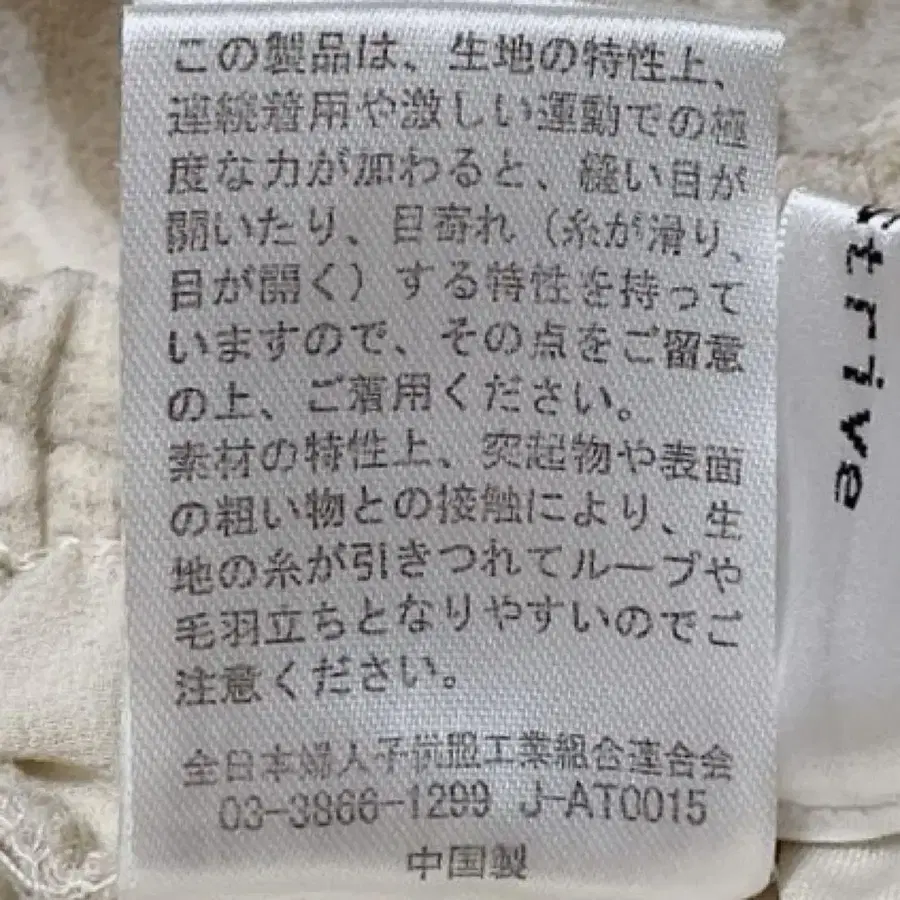 この製品は、生地の特性上、
連続着用や激しい運動での極
度な力が加わると、縫い目が
開いたり、目寄れ（糸が滑り、
目が開く）する特性を持って
いますので、その点をご留意
の上、ご着用ください。
素材の特性上、突起物や表面
の粗い物との接触により、生
地の糸が引きつれてループや
毛羽立ちとなりやすいのでご
注意ください。
全日本婦人子供服工業組合連合会
03-3866-1299 J-AT0015
中国製
trive